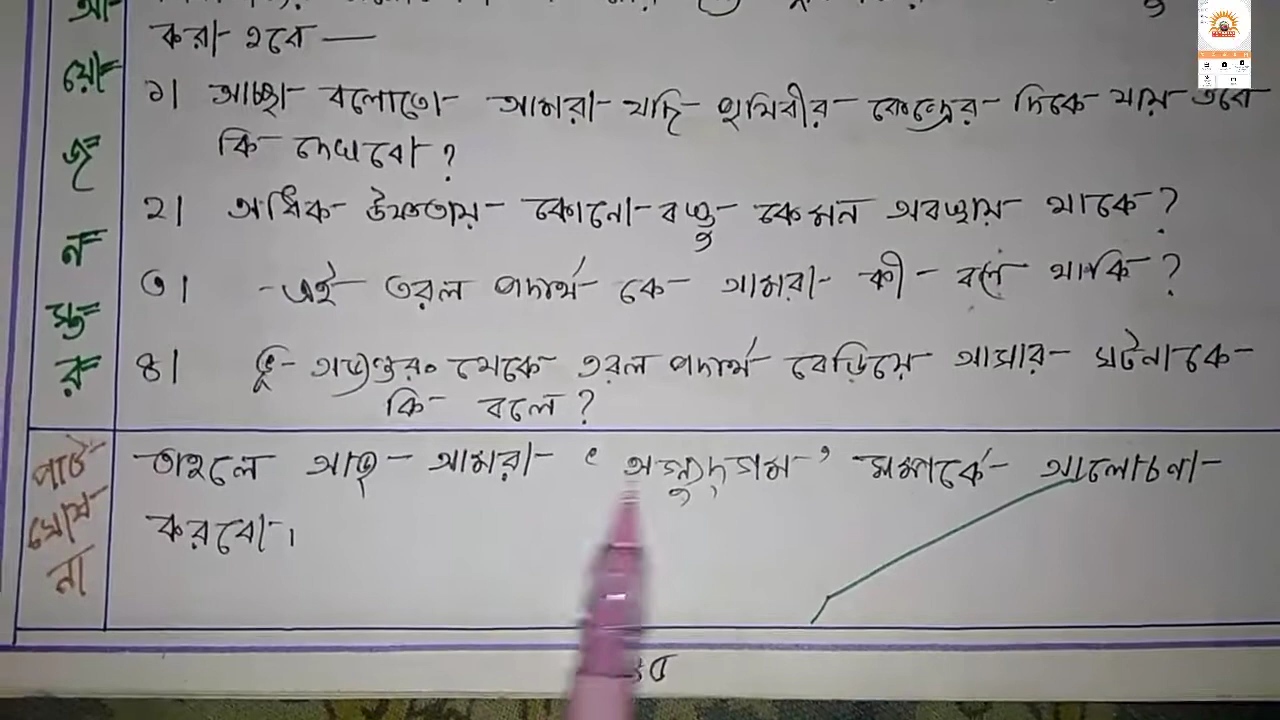 করা হবে —
১। আচ্ছা বলোতো আমরা যদি পৃথিবীর কেন্দ্রের দিকে যায় তবে
কি দেখবো ?
২। অধিক উষ্ণতায় কোনো বস্তু কেমন অবস্থায় থাকে ?
৩। এই তরল পদার্থ কে আমরা কী বলে থাকি ?
৪। ভূ-অভ্যন্তর থেকে তরল পদার্থ বেড়িয়ে আসার ঘটনাকে
কি বলে ?
আ
য়ো
জ
ন
স্ত
র
তাহলে আজ আমরা ‘অগ্ন্যুদ্গম’ সম্পর্কে আলোচনা
করবো।
পাঠ
ঘোষ
না